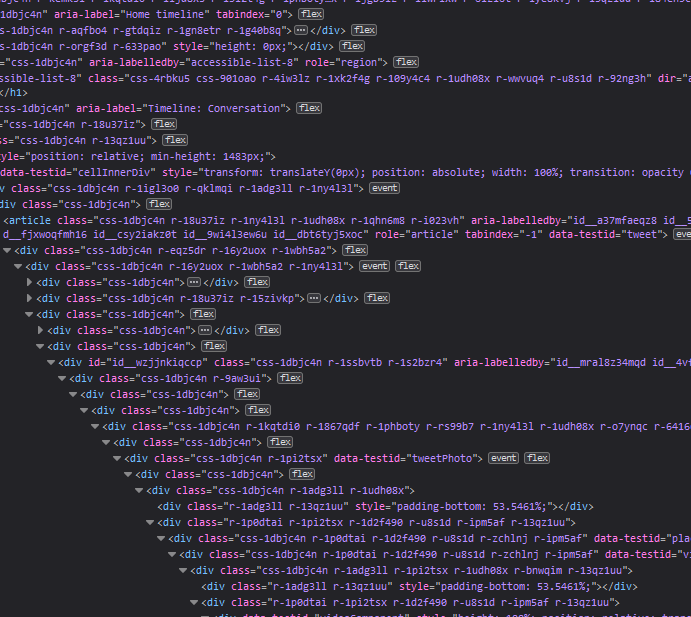 css-1dbjc4n" aria-label="Home timeline" tabindex="0"> flex
css-1dbjc4n r-aqfbo4 r-gtdqiz r-1gn8etr r-1g40b8q">⋯</div> flex
css-1dbjc4n r-orgf3d r-633pao" style="height: 0px;"></div> flex
="css-1dbjc4n" aria-labelledby="accessible-list-8" role="region"> flex
ssible-list-8" class="css-4rbku5 css-901oao r-4iw3lz r-1xk2f4g r-109y4c4 r-1udh08x r-wwvuq4 r-u8s1d r-92ng3h" dir="a
</h1>
css-1dbjc4n" aria-label="Timeline: Conversation"> flex
="css-1dbjc4n r-18u37iz"> flex
ss="css-1dbjc4n r-13qz1uu"> flex
tyle="position: relative; min-height: 1483px;">
data-testid="cellInnerDiv" style="transform: translateY(0px); position: absolute; width: 100%; transition: opacity
v class="css-1dbjc4n r-1igl3o0 r-qklmqi r-1adg3ll r-1ny4l3l"> event
div class="css-1dbjc4n"> flex
<article class="css-1dbjc4n r-18u37iz r-1ny4l3l r-1udh08x r-1qhn6m8 r-i023vh" aria-labelledby="id__a37mfaeqz8 id__5
d__fjxwoqfmh16 id__csy2iakz0t id__9wi4l3ew6u id__dbt6tyj5xoc" role="article" tabindex="-1" data-testid="tweet"> eve
<div class="css-1dbjc4n r-eqz5dr r-16y2uox r-1wbh5a2"> flex
<div class="css-1dbjc4n r-16y2uox r-1wbh5a2 r-1ny4l3l"> event flex
<div class="css-1dbjc4n">⋯</div> flex
<div class="css-1dbjc4n r-18u37iz r-15zivkp">⋯</div> flex
<div class="css-1dbjc4n"> flex
<div class="css-1dbjc4n">⋯</div> flex
<div class="css-1dbjc4n"> flex
<div id="id__wzjjnkiqccp" class="css-1dbjc4n r-1ssbvtb r-1s2bzr4" aria-labelledby="id__mral8z34mqd id__4vf
<div class="css-1dbjc4n r-9aw3ui"> flex
<div class="css-1dbjc4n"> flex
<div class="css-1dbjc4n"> flex
<div class="css-1dbjc4n r-1kqtdi0 r-1867qdf r-1phboty r-rs99b7 r-1ny4l3l r-1udh08x r-o7ynqc r-6416
<div class="css-1dbjc4n"> flex
<div class="css-1dbjc4n r-1pi2tsx" data-testid="tweetPhoto"> event flex
<div class="css-1dbjc4n"> flex
<div class="css-1dbjc4n r-1adg3ll r-1udh08x">
<div class="r-1adg3ll r-13qz1uu" style="padding-bottom: 53.5461%;"></div>
<div class="r-1p0dtai r-1pi2tsx r-1d2f490 r-u8s1d r-ipm5af r-13qz1uu">
<div class="css-1dbjc4n r-1p0dtai r-1d2f490 r-u8s1d r-zchlnj r-ipm5af" data-testid="pla
<div class="css-1dbjc4n r-1p0dtai r-1d2f490 r-u8s1d r-zchlnj r-ipm5af" data-testid="vi
<div class="css-1dbjc4n r-1adg3ll r-1pi2tsx r-1udh08x r-bnwqim r-13qz1uu">
<div class="r-1adg3ll r-13qz1uu" style="padding-bottom: 53.5461%;"></div>
<div class="r-1p0dtai r-1pi2tsx r-1d2f490 r-u8s1d r-ipm5af r-13qz1uu">